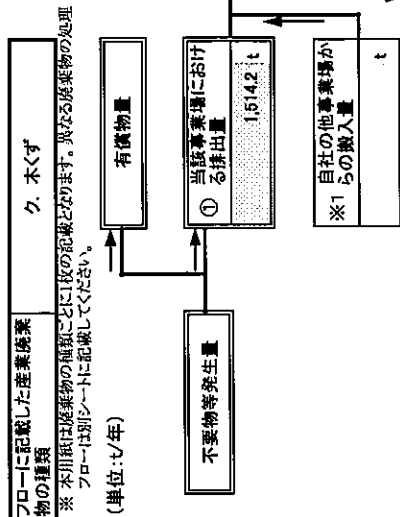 フローに記載した産業廃棄
物の種類
ク．木くず
※ 本用紙は廃棄物の種類ごとに1枚の記載となります。異なる廃棄物の処理
フローは別シートに記載してください。
(単位:t/年)
不要物等発生量
有償物量
① 当該事業場におけ
る排出量
1,514.2 t
※1 自社の他事業場か
らの搬入量
t